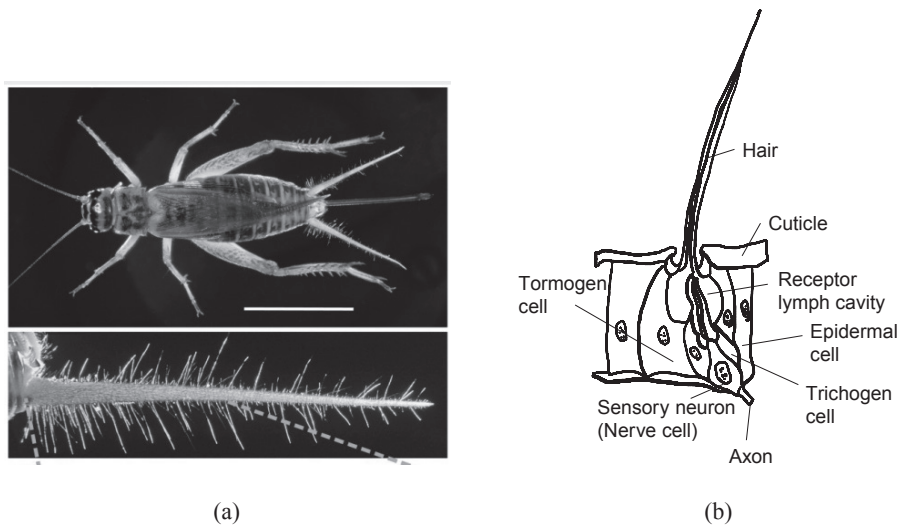 Hair
Cuticle
Tormogen
cell
Receptor
lymph cavity
Epidermal
cell
Trichogen
cell
Sensory neuron
(Nerve cell)
Axon
(a)
(b)